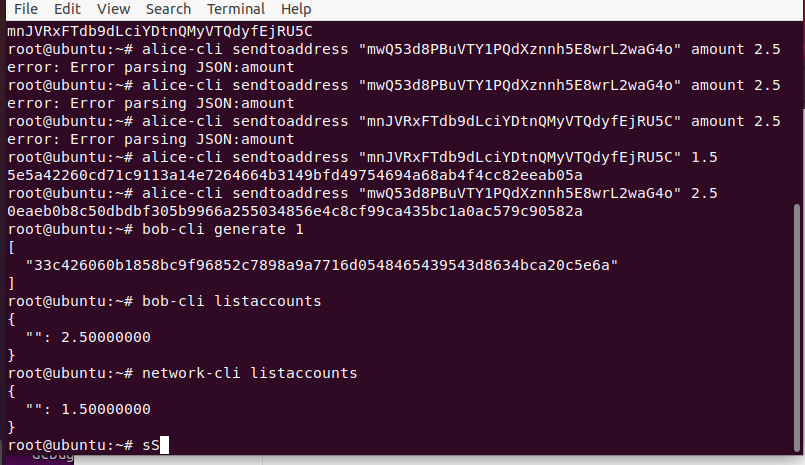 File Edit View Search Terminal Help
mnJVRxFTdb9dLciYDtnQMyVTQdyfEjRU5C
root@ubuntu:~# alice-cli sendtoaddress "mwQ53d8PBuVTY1PQdXznnh5E8wrL2waG4o" amount 2.5
error: Error parsing JSON:amount
root@ubuntu:~# alice-cli sendtoaddress "mwQ53d8PBuVTY1PQdXznnh5E8wrL2waG4o" amount 2.5
error: Error parsing JSON:amount
root@ubuntu:~# alice-cli sendtoaddress "mnJVRxFTdb9dLciYDtnQMyVTQdyfEjRU5C" amount 2.5
error: Error parsing JSON:amount
root@ubuntu:~# alice-cli sendtoaddress "mnJVRxFTdb9dLciYDtnQMyVTQdyfEjRU5C" 1.5
5e5a42260cd71c9113a14e7264664b3149bfd49754694a68ab4f4cc82eeab05a
root@ubuntu:~# alice-cli sendtoaddress "mwQ53d8PBuVTY1PQdXznnh5E8wrL2waG4o" 2.5
0eaeb0b8c50dbdbf305b9966a255034856e4c8cf99ca435bc1a0ac579c90582a
root@ubuntu:~# bob-cli generate 1
[
  "33c426060b1858bc9f96852c7898a9a7716d0548465439543d8634bca20c5e6a"
]
root@ubuntu:~# bob-cli listaccounts
{
  "": 2.50000000
}
root@ubuntu:~# network-cli listaccounts
{
  "": 1.50000000
}
root@ubuntu:~# sS
debug